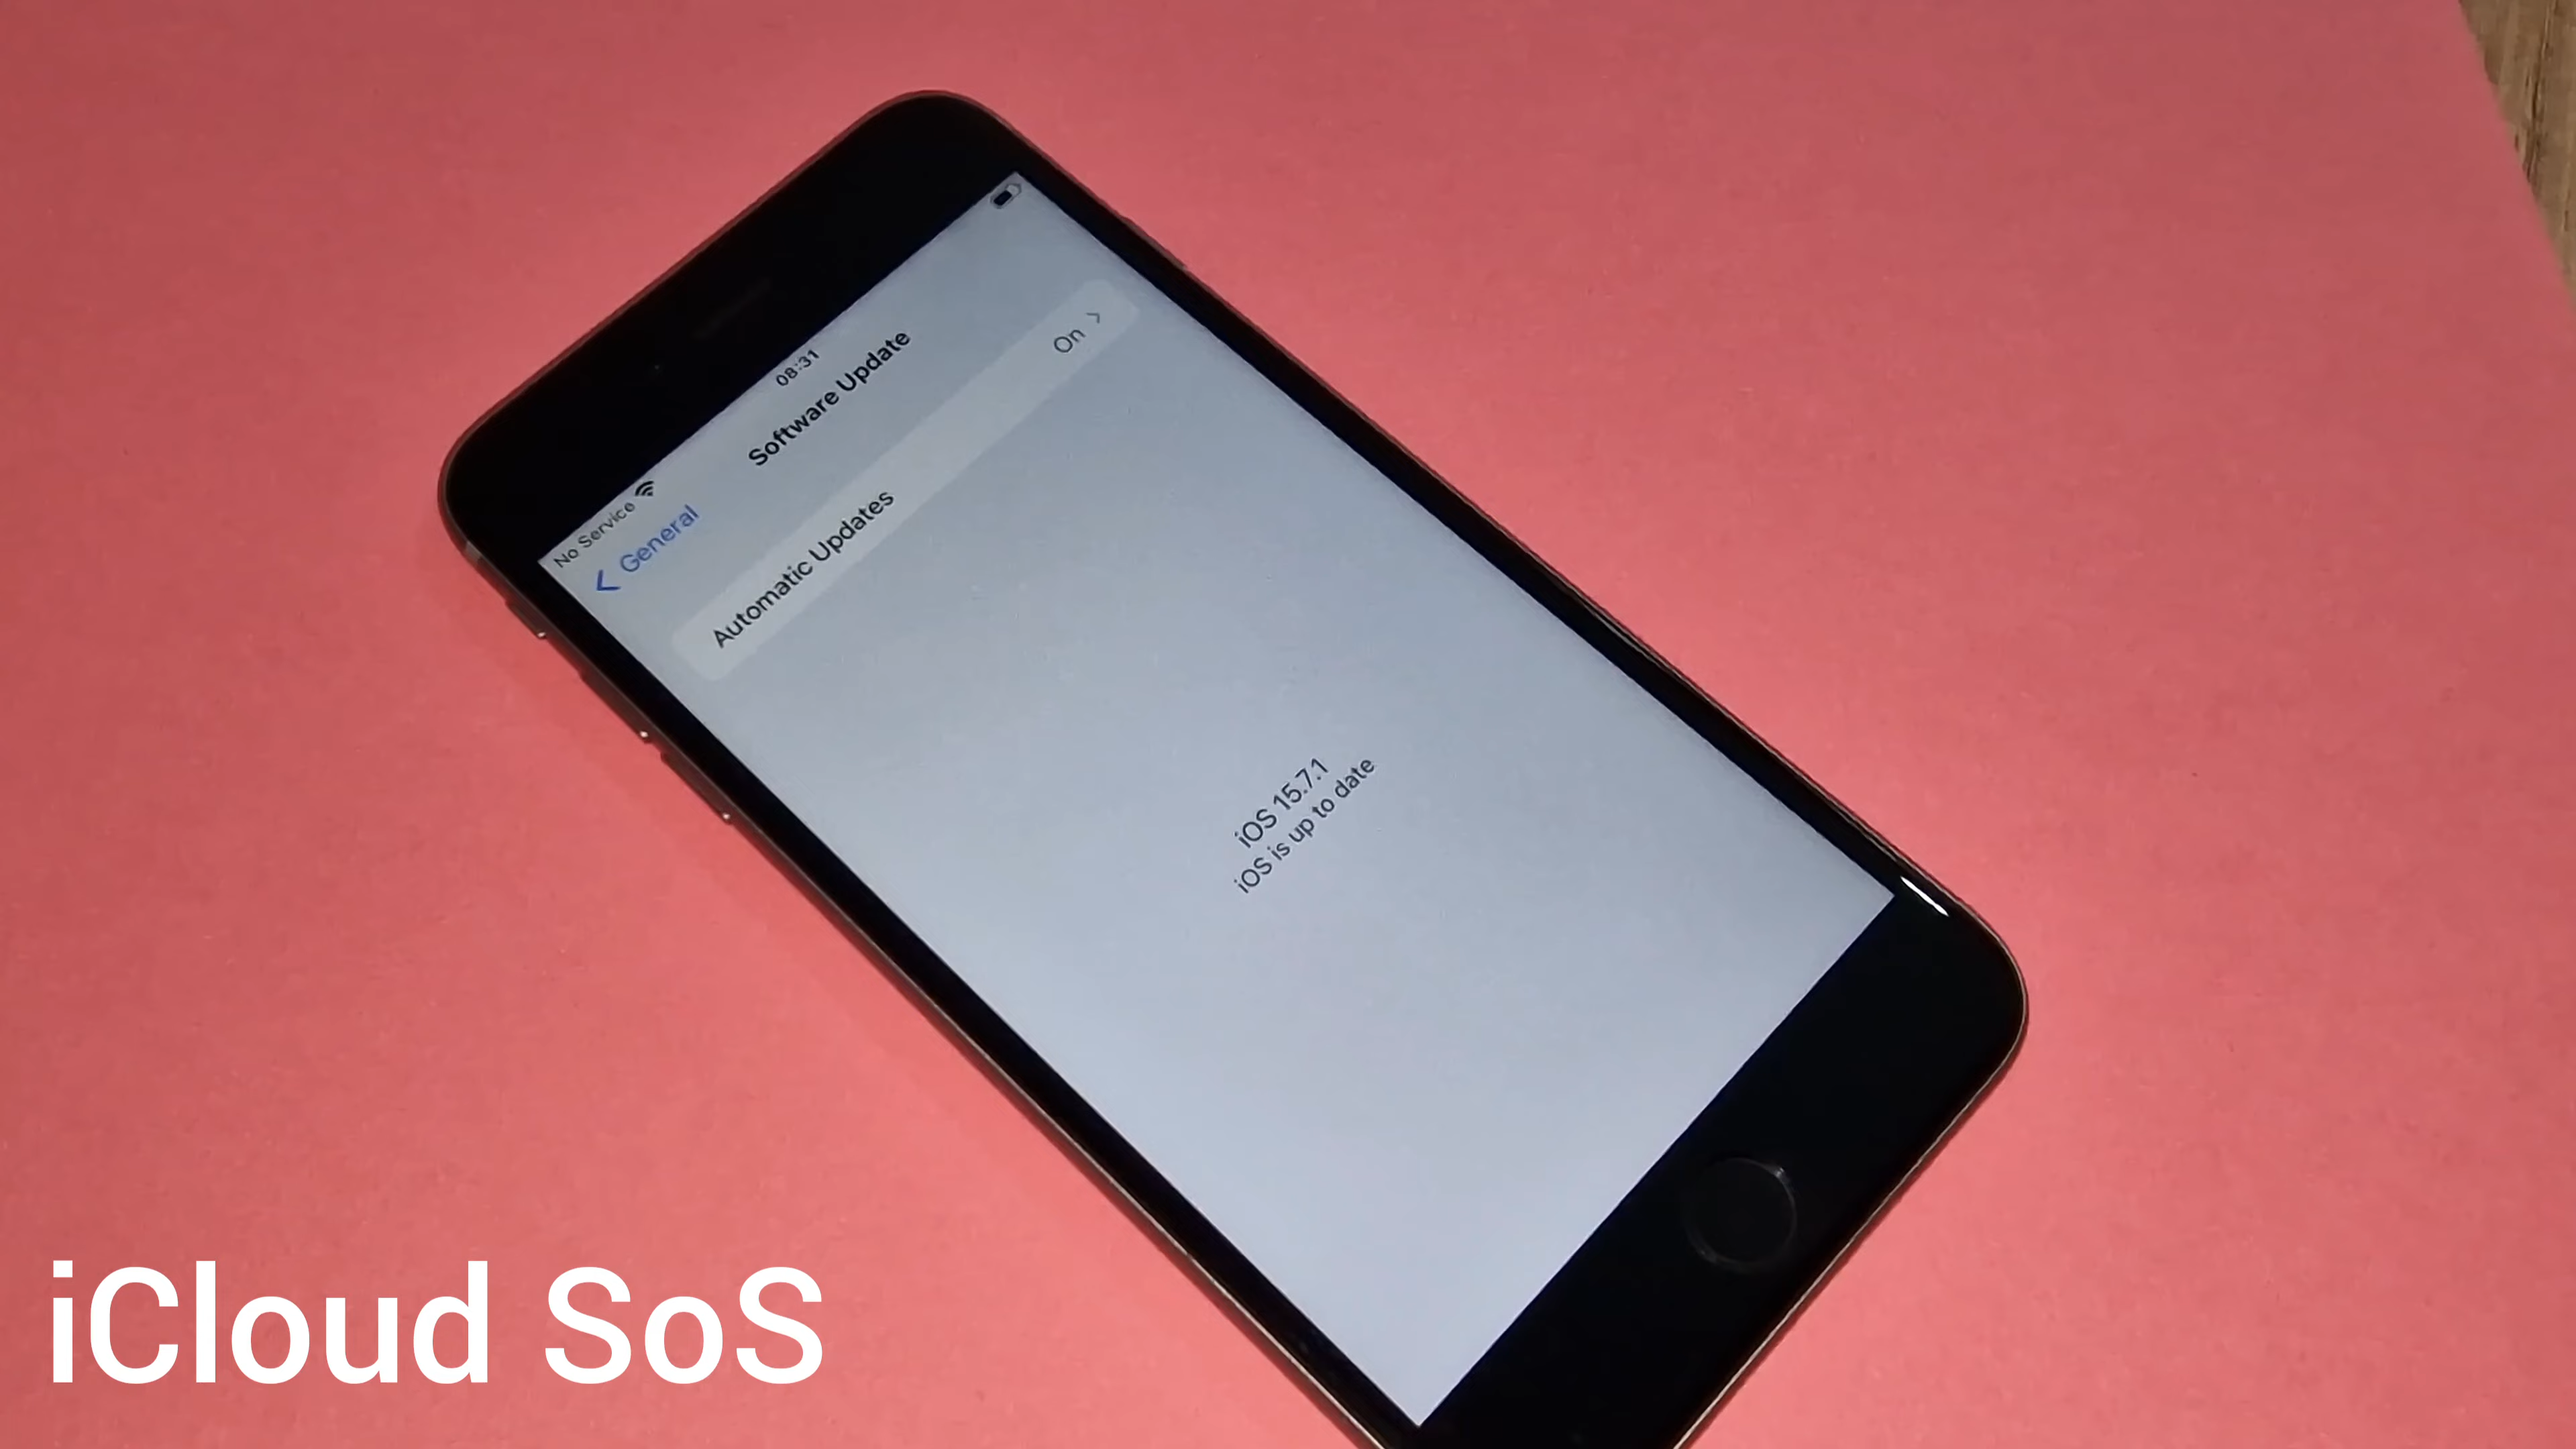 No Service
08:31
General
Software Update
Automatic Updates
On
iOS 15.7.1
iOS is up to date
iCloud SoS